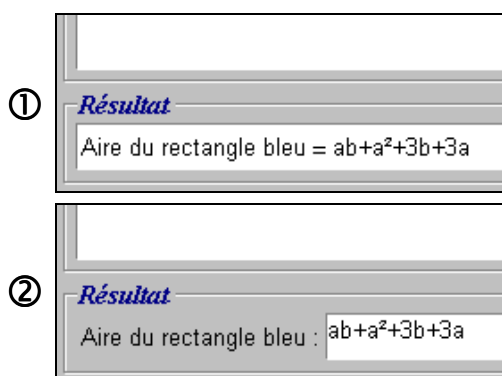 ①
Résultat
Aire du rectangle bleu = ab+a²+3b+3a
②
Résultat
Aire du rectangle bleu : ab+a²+3b+3a